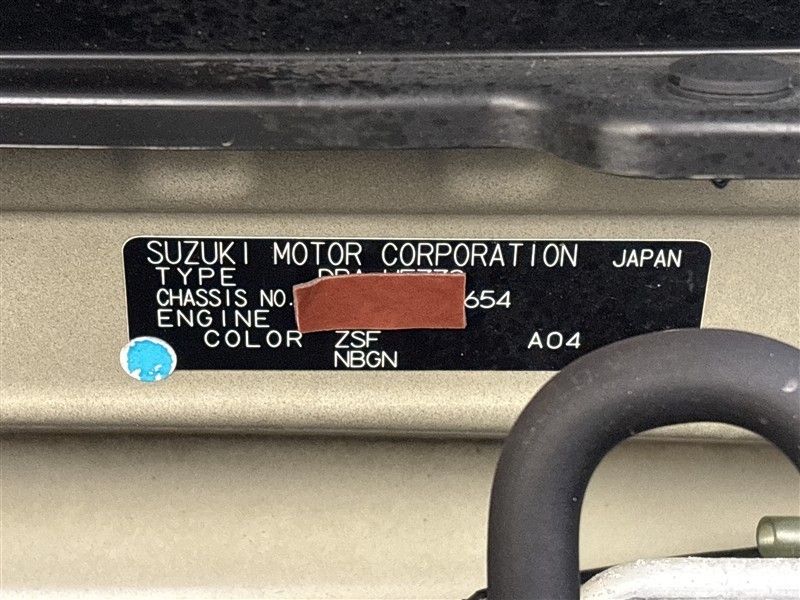 SUZUKI MOTOR CORPORATION JAPAN
TYPE
CHASSIS NO. 654
ENGINE
COLOR ZSF A04
NBGN